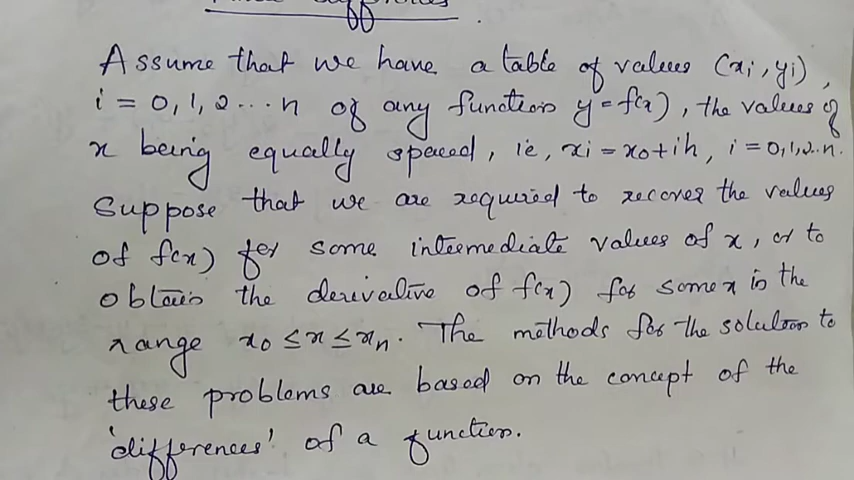 Assume that we have a table of values (xi, yi),
i = 0, 1, 2 ... n of any function y = f(x), the values of
x being equally spaced, ie, xi = x0 + ih, i = 0,1,2..n.
Suppose that we are required to recover the values
of f(x) for some intermediate values of x, or to
obtain the derivative of f(x) for some x in the
range x0 ≤ x ≤ xn. The methods for the solution to
these problems are based on the concept of the
'differences' of a function.